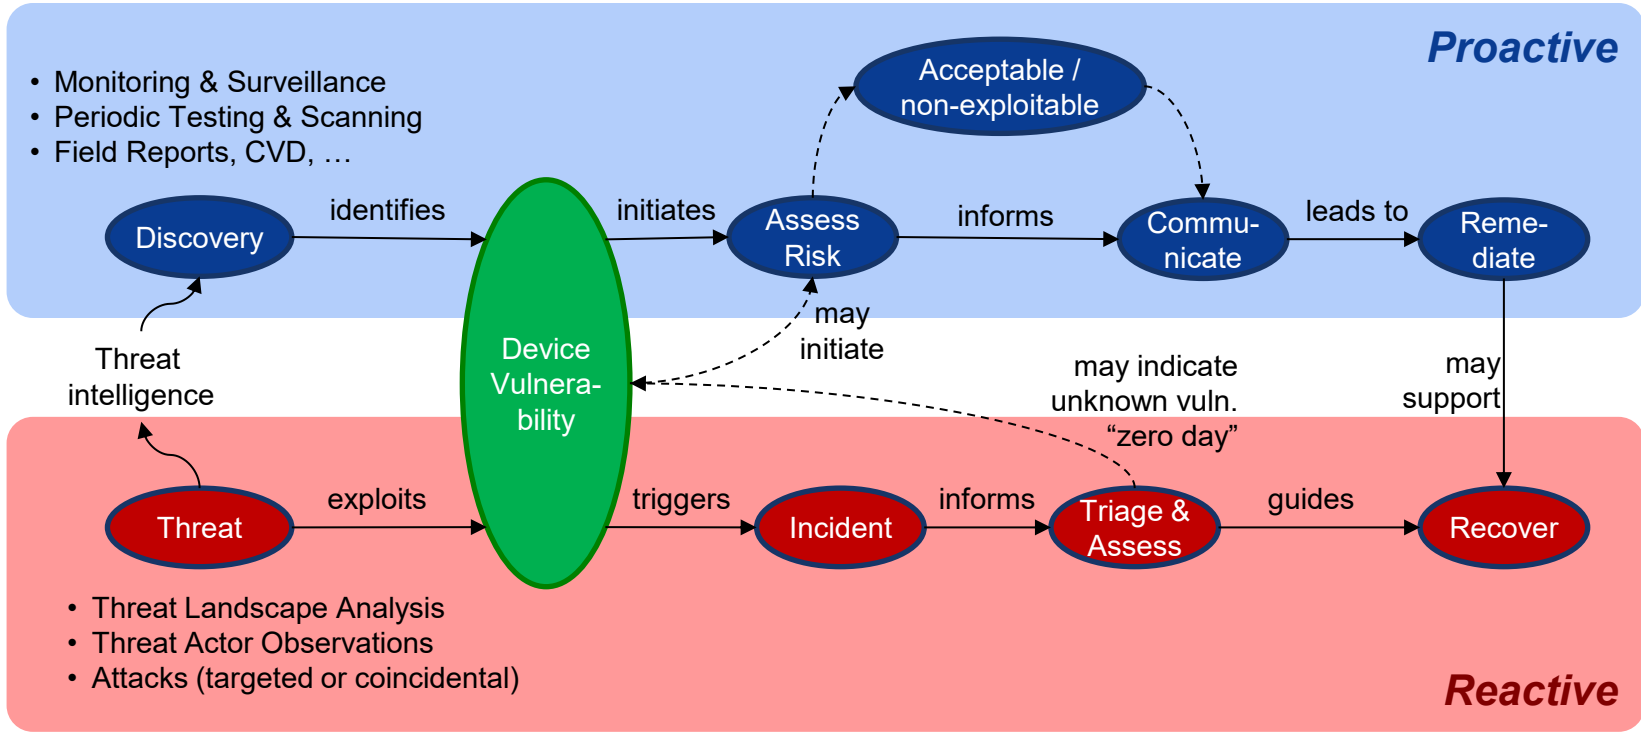 Proactive
• Monitoring & Surveillance
• Periodic Testing & Scanning
• Field Reports, CVD, …
Acceptable /
non-exploitable
Discovery
identifies
Device
Vulnera-
bility
initiates
Assess
Risk
informs
Commu-
nicate
leads to
Reme-
diate
Threat
intelligence
may
initiate
may indicate
unknown vuln.
“zero day”
may
support
Threat
exploits
triggers
Incident
informs
Triage &
Assess
guides
Recover
• Threat Landscape Analysis
• Threat Actor Observations
• Attacks (targeted or coincidental)
Reactive